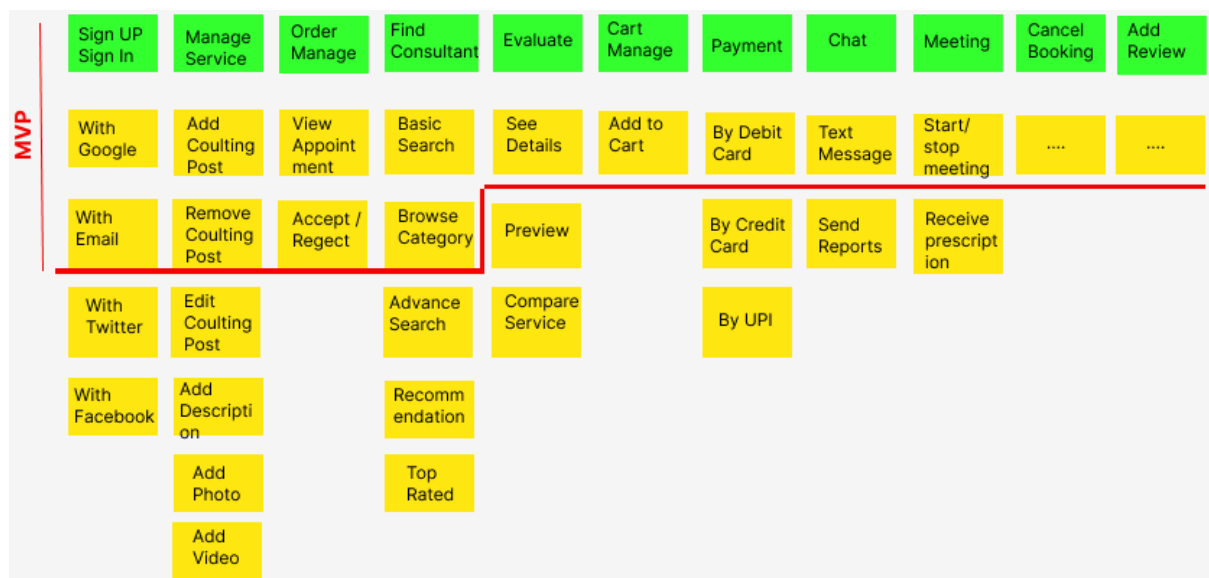 MVP
Sign UP
Sign In
Manage
Service
Order
Manage
Find
Consultant
Evaluate
Cart
Manage
Payment
Chat
Meeting
Cancel
Booking
Add
Review
With
Google
Add
Coulting
Post
View
Appoint
ment
Basic
Search
See
Details
Add to
Cart
By Debit
Card
Text
Message
Start/
stop
meeting
....
....
With
Email
Remove
Coulting
Post
Accept /
Regect
Browse
Category
Preview
By Credit
Card
Send
Reports
Receive
prescript
ion
With
Twitter
Edit
Coulting
Post
Advance
Search
Compare
Service
By UPI
With
Facebook
Add
Descripti
on
Recomm
endation
Add
Photo
Top
Rated
Add
Video